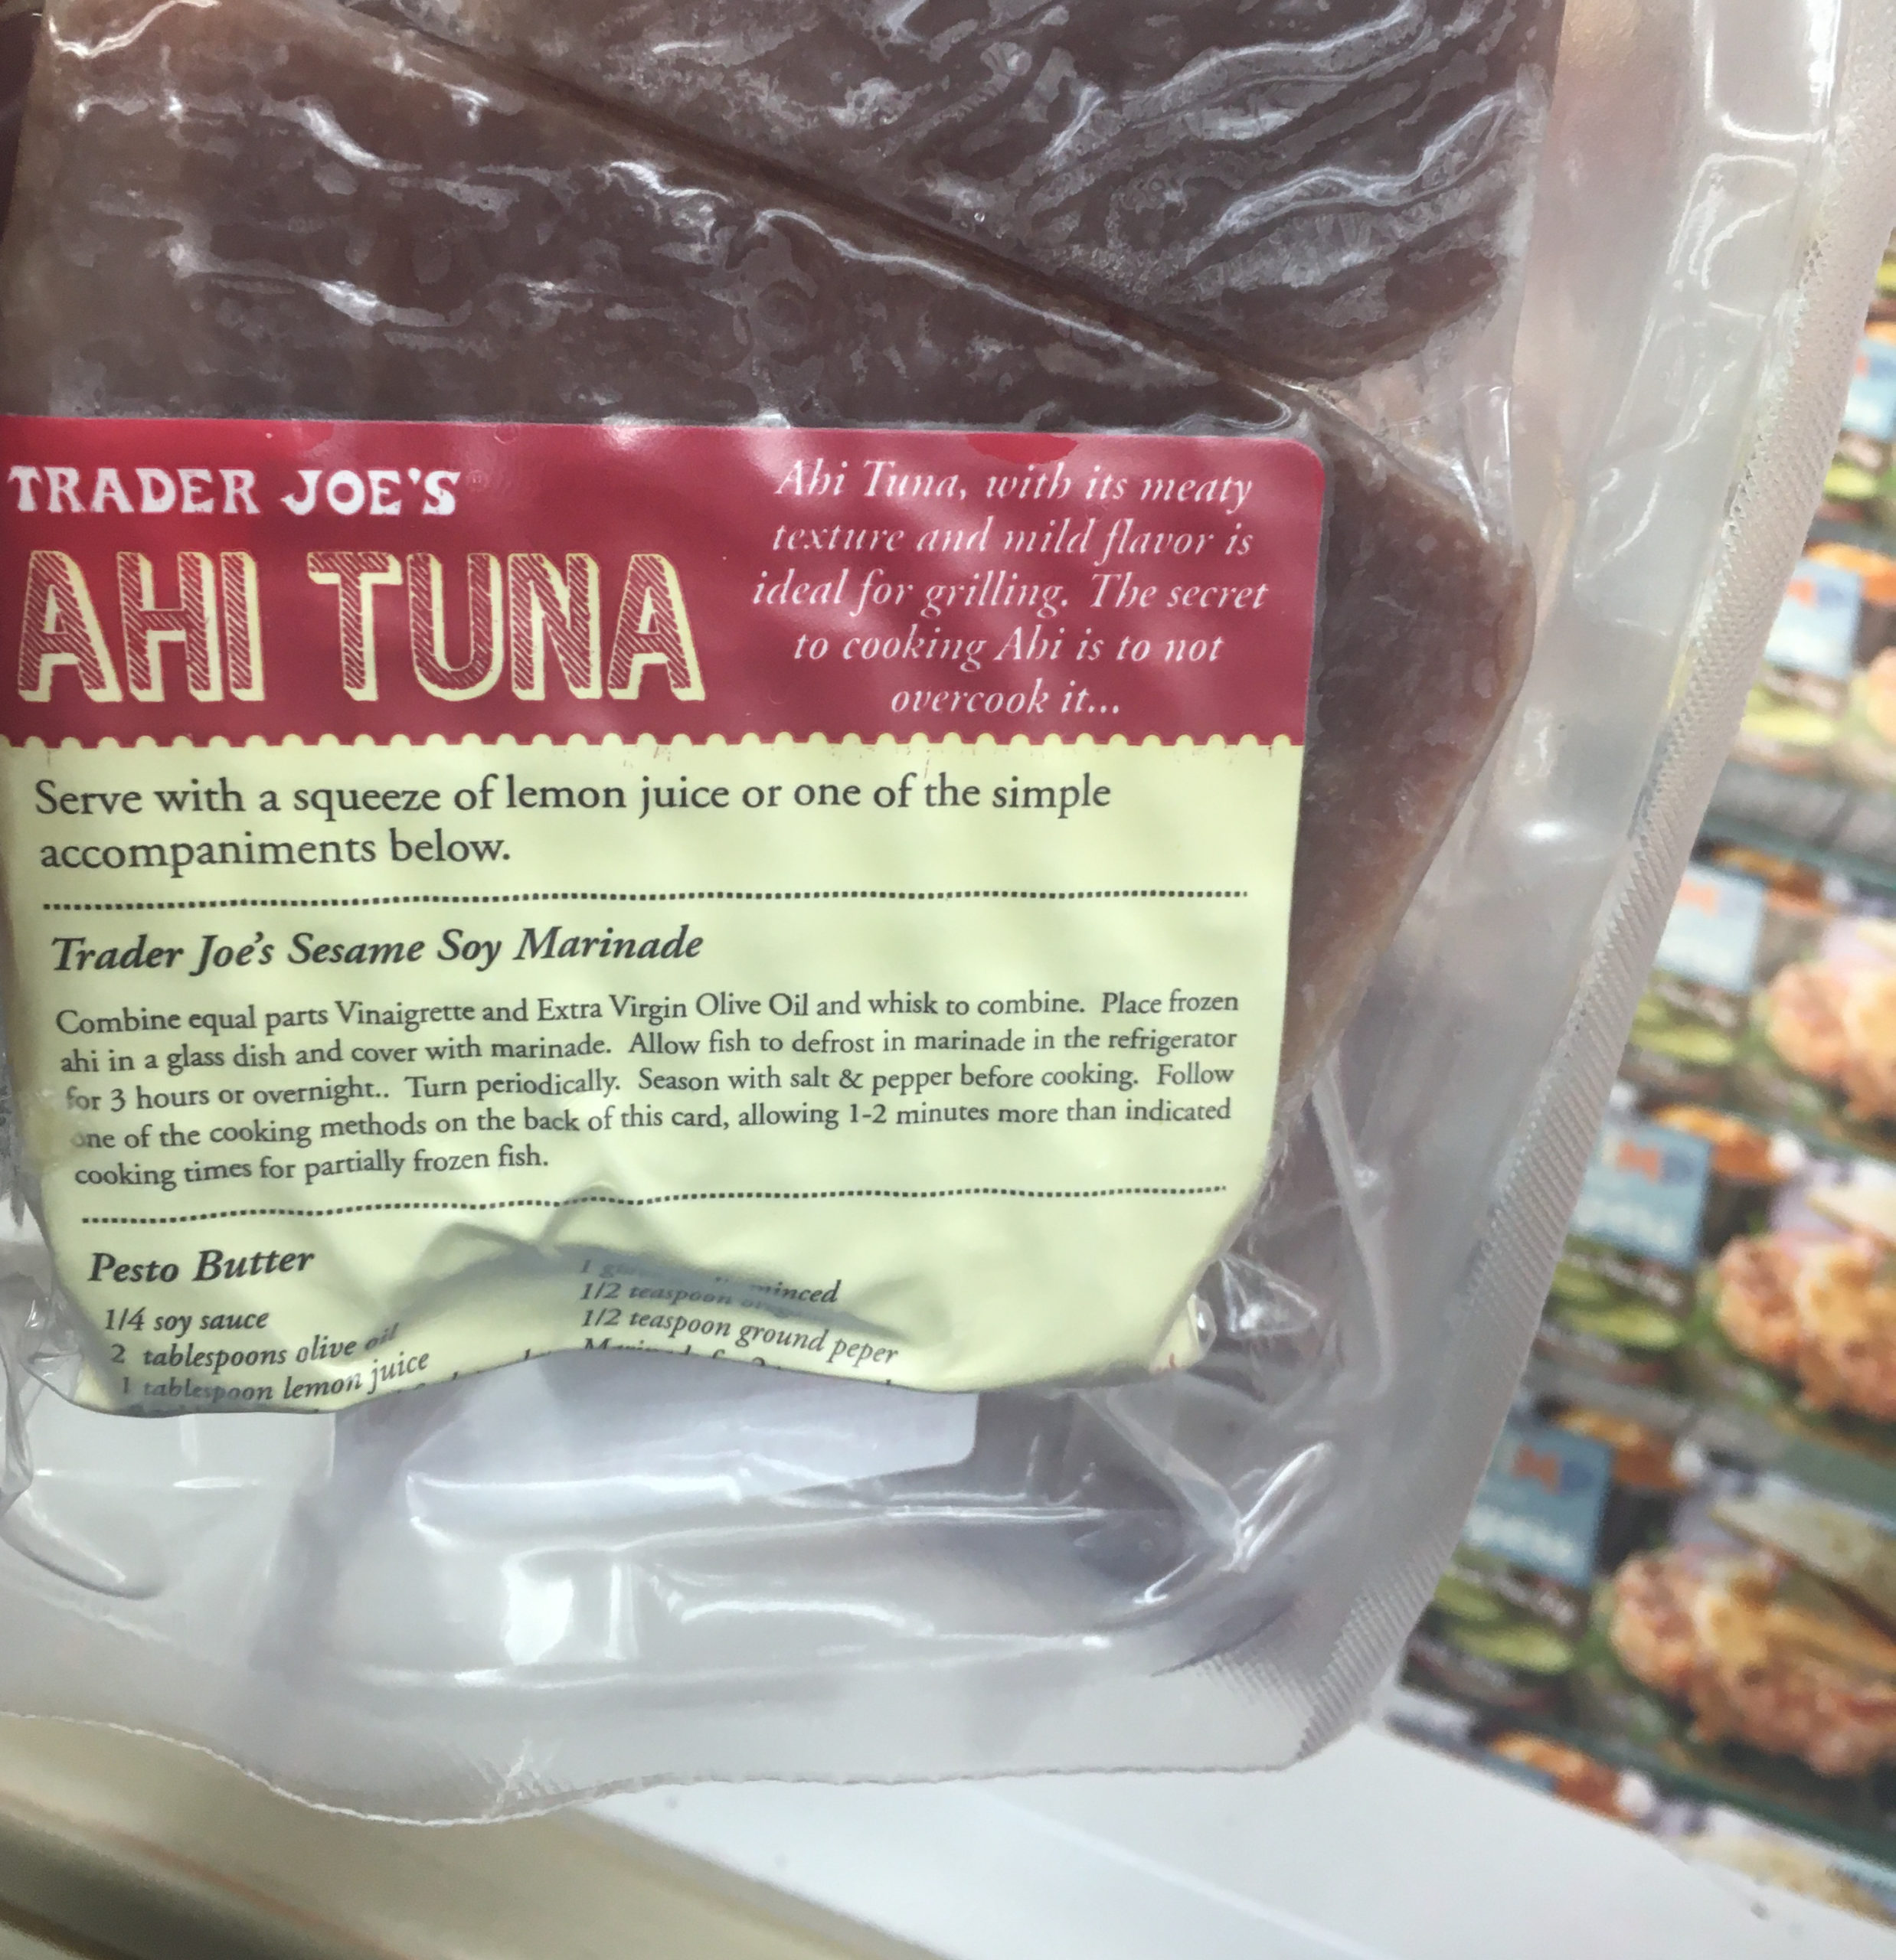 TRADER JOE'S
AHI TUNA
Ahi Tuna, with its meaty
texture and mild flavor is
ideal for grilling. The secret
to cooking Ahi is to not
overcook it...
Serve with a squeeze of lemon juice or one of the simple
accompaniments below.
Trader Joe's Sesame Soy Marinade
Combine equal parts Vinaigrette and Extra Virgin Olive Oil and whisk to combine. Place frozen
ahi in a glass dish and cover with marinade. Allow fish to defrost in marinade in the refrigerator
for 3 hours or overnight.. Turn periodically. Season with salt & pepper before cooking. Follow
one of the cooking methods on the back of this card, allowing 1-2 minutes more than indicated
cooking times for partially frozen fish.
Pesto Butter
1/4 soy sauce
2 tablespoons olive oil
1 tablespoon lemon juice
1 minced
1/2 teaspoon
1/2 teaspoon ground peper